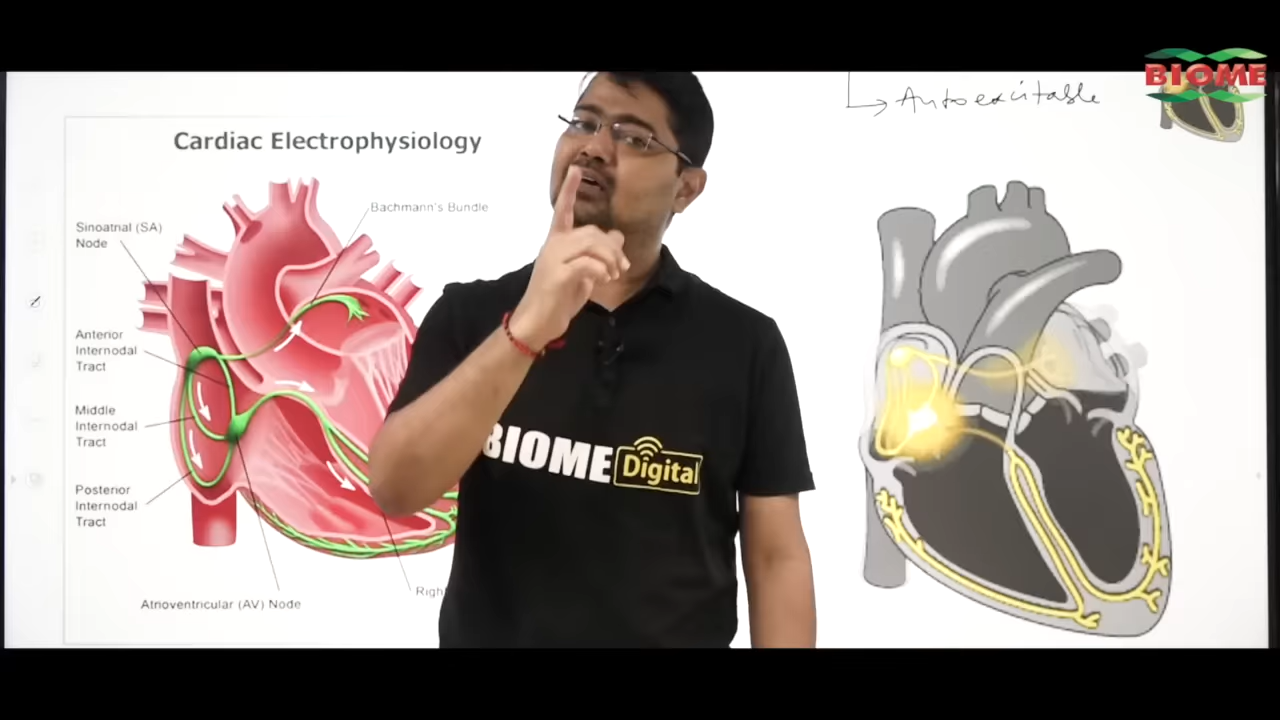 BIOME
Autoexcitable
Cardiac Electrophysiology
Bachmann's Bundle
Sinoatrial (SA)
Node
Anterior
Internodal
Tract
Middle
Internodal
Tract
Posterior
Internodal
Tract
Atrioventricular (AV) Node
Right
BIOME Digital